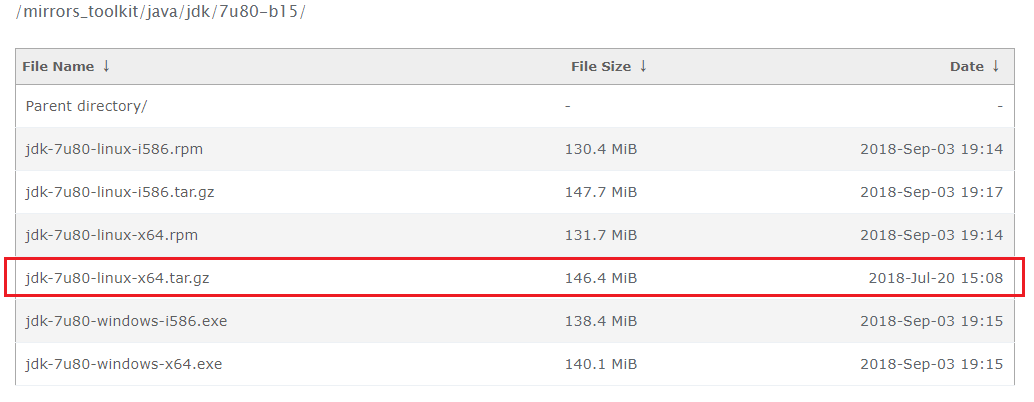 /mirrors_toolkit/java/jdk/7u80-b15/
File Name ↓ File Size ↓ Date ↓
Parent directory/ - -
jdk-7u80-linux-i586.rpm 130.4 MiB 2018-Sep-03 19:14
jdk-7u80-linux-i586.tar.gz 147.7 MiB 2018-Sep-03 19:17
jdk-7u80-linux-x64.rpm 131.7 MiB 2018-Sep-03 19:14
jdk-7u80-linux-x64.tar.gz 146.4 MiB 2018-Jul-20 15:08
jdk-7u80-windows-i586.exe 138.4 MiB 2018-Sep-03 19:15
jdk-7u80-windows-x64.exe 140.1 MiB 2018-Sep-03 19:15